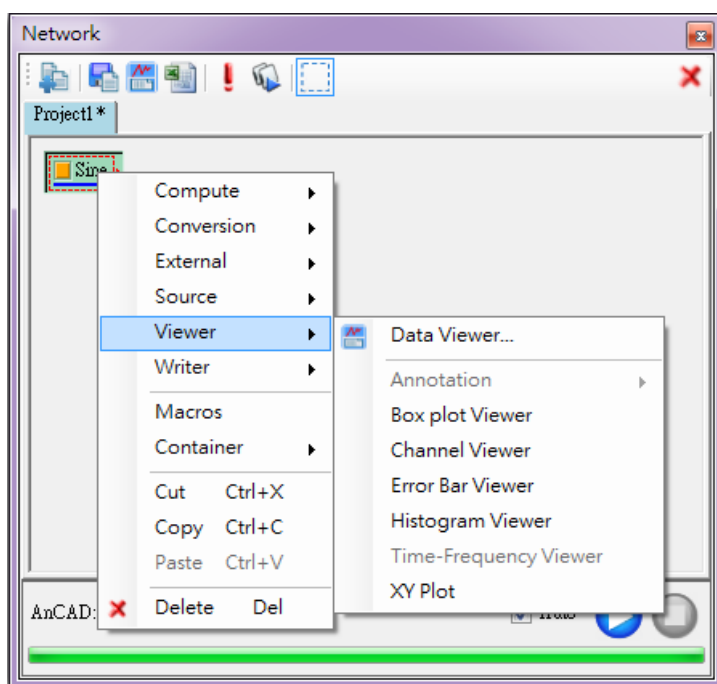 Network
Project1*
Sine
Compute
Conversion
External
Source
Viewer
Writer
Macros
Container
Cut Ctrl+X
Copy Ctrl+C
Paste Ctrl+V
Delete Del
Data Viewer...
Annotation
Box plot Viewer
Channel Viewer
Error Bar Viewer
Histogram Viewer
Time-Frequency Viewer
XY Plot
AnCAD: